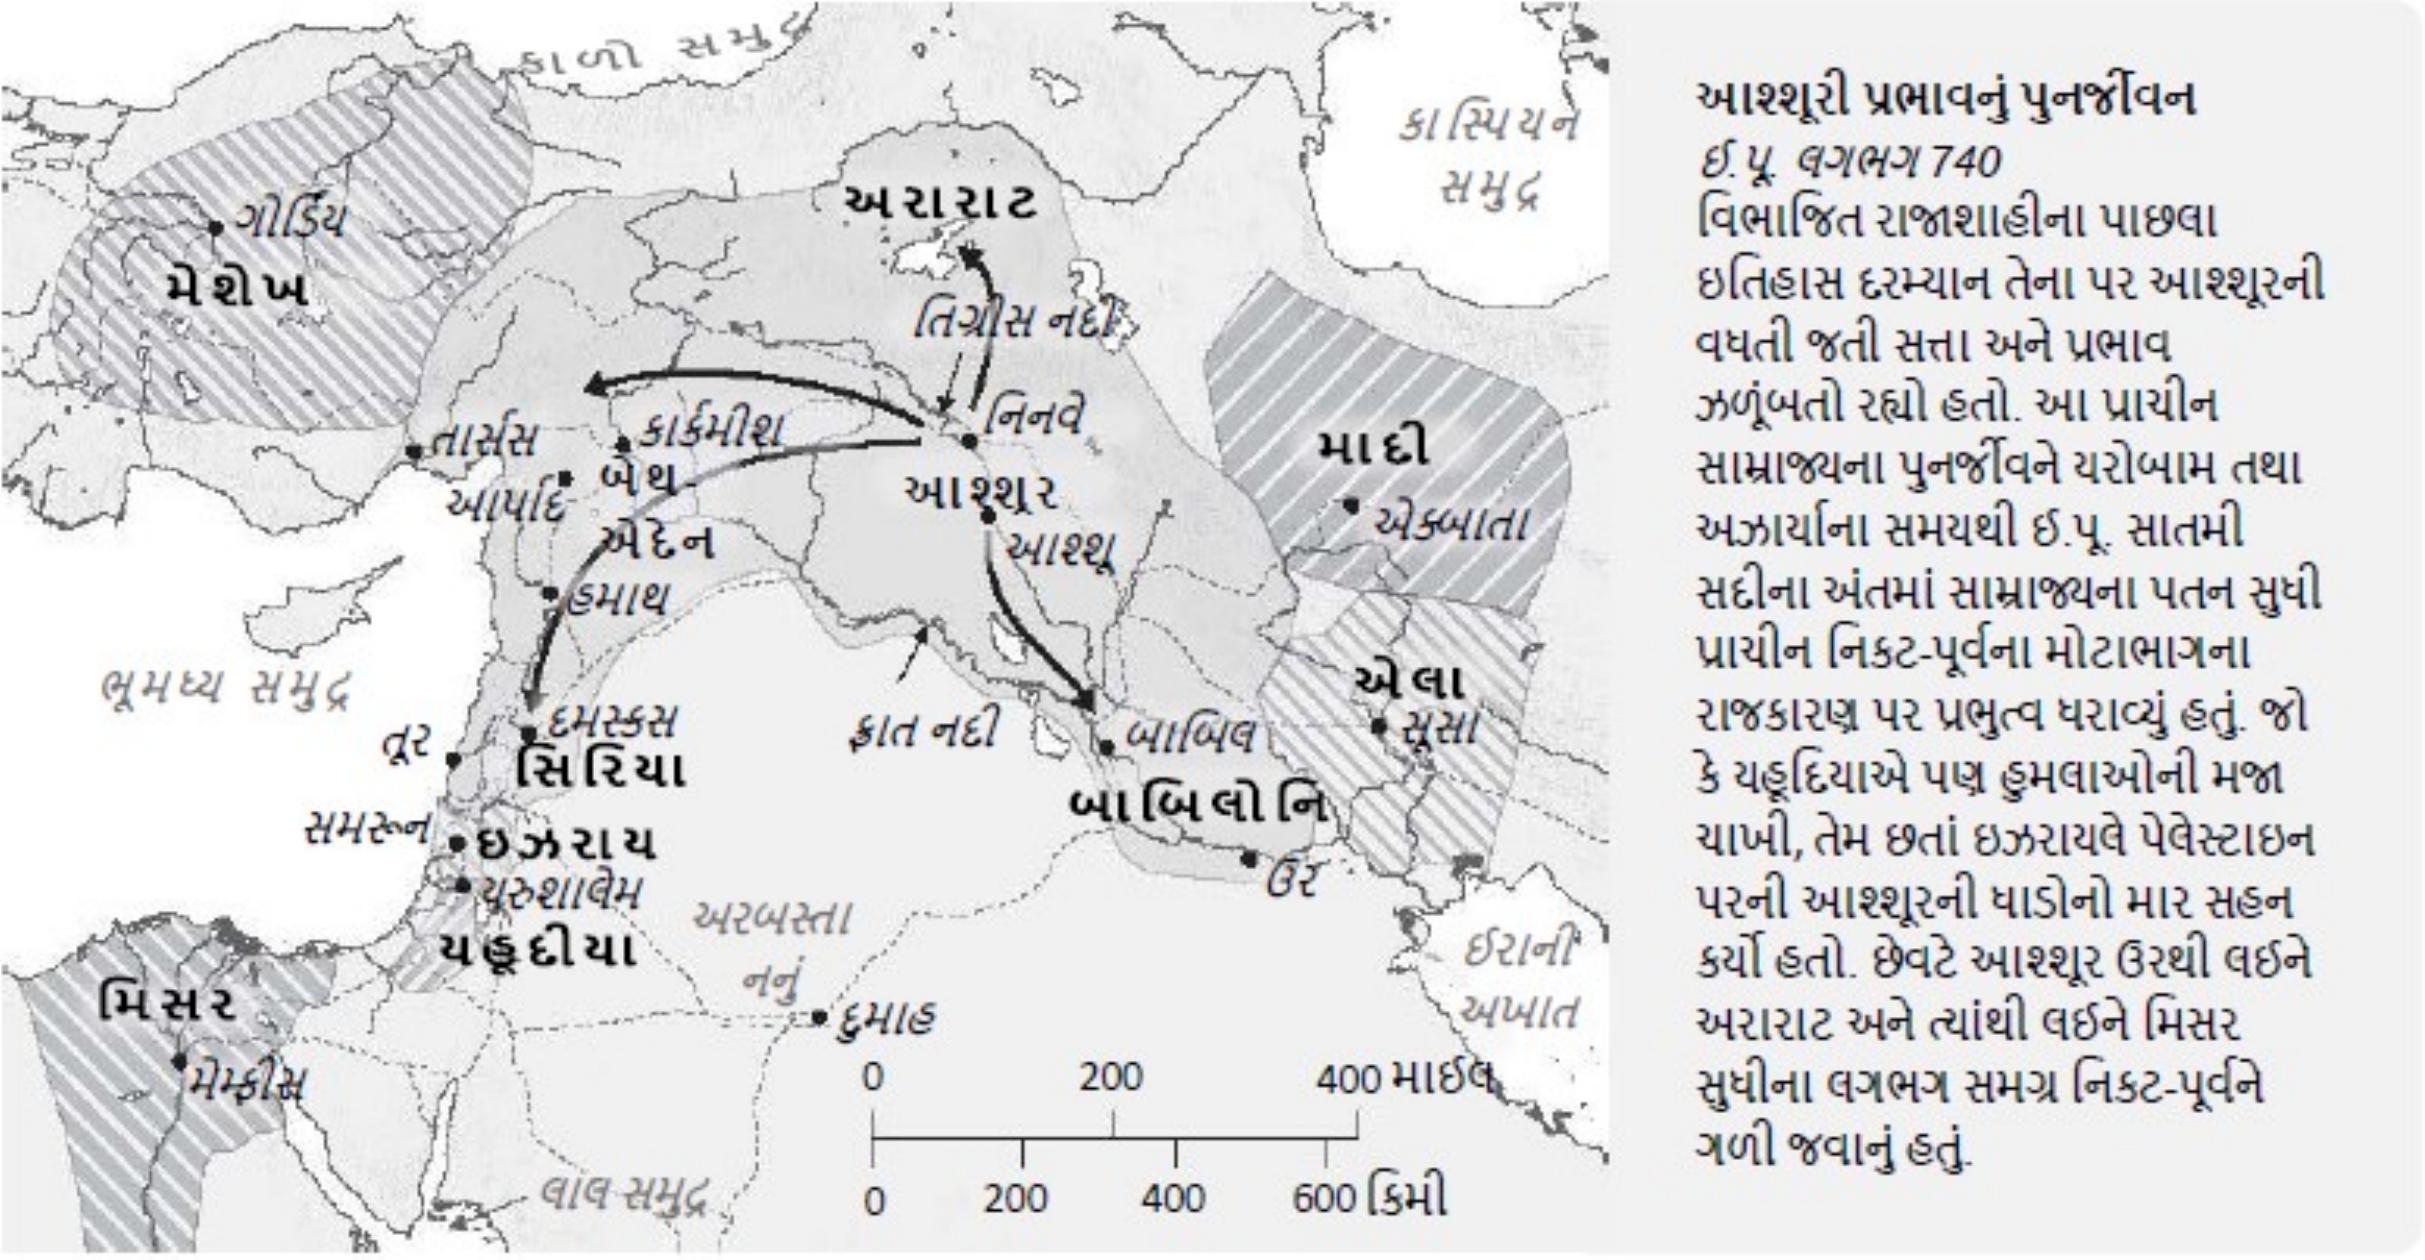 કાળો સમુદ્ર
કાસ્પિયન
સમુદ્ર
ગોર્ડિય
મેશેખ
અરારાટ
તિગ્રીસ નદી
તાર્સસ
કાર્કમીશ
નિનવે
માદી
બેથ-
આર્પાદ
એદેન
આશ્શૂર
આશ્શૂ
એક્બાતા
હમાથ
ભૂમધ્ય સમુદ્ર
તૂર
દમસ્કસ
સિરિયા
ફ્રાત નદી
બાબિલ
બાબિલોનિ
એલા
સૂસા
ઉર
સમરૂન
ઇઝરાય
યરુશાલેમ
યહૂદીયા
અરબસ્તા
નનું
ઈરાની
અખાત
મિસર
મેમ્ફીસ
દુમાહ
લાલ સમુદ્ર
0 200 400 માઈલ
0 200 400 600 કિમી
આશ્શૂરી પ્રભાવનું પુનર્જીવન
ઈ.પૂ. લગભગ 740
વિભાજિત રાજાશાહીના પાછલા
ઇતિહાસ દરમ્યાન તેના પર આશ્શૂરની
વધતી જતી સત્તા અને પ્રભાવ
ઝળૂંબતો રહ્યો હતો. આ પ્રાચીન
સામ્રાજ્યના પુનર્જીવને યરોબામ તથા
અઝાર્યાના સમયથી ઈ.પૂ. સાતમી
સદીના અંતમાં સામ્રાજ્યના પતન સુધી
પ્રાચીન નિકટ-પૂર્વના મોટાભાગના
રાજકારણ પર પ્રભુત્વ ધરાવ્યું હતું. જો
કે યહૂદિયાએ પણ હુમલાઓની મજા
ચાખી, તેમ છતાં ઇઝરાયલે પેલેસ્ટાઇન
પરની આશ્શૂરની ધાડોનો માર સહન
કર્યો હતો. છેવટે આશ્શૂર ઉરથી લઈને
અરારાટ અને ત્યાંથી લઈને મિસર
સુધીના લગભગ સમગ્ર નિકટ-પૂર્વને
ગળી જવાનું હતું.